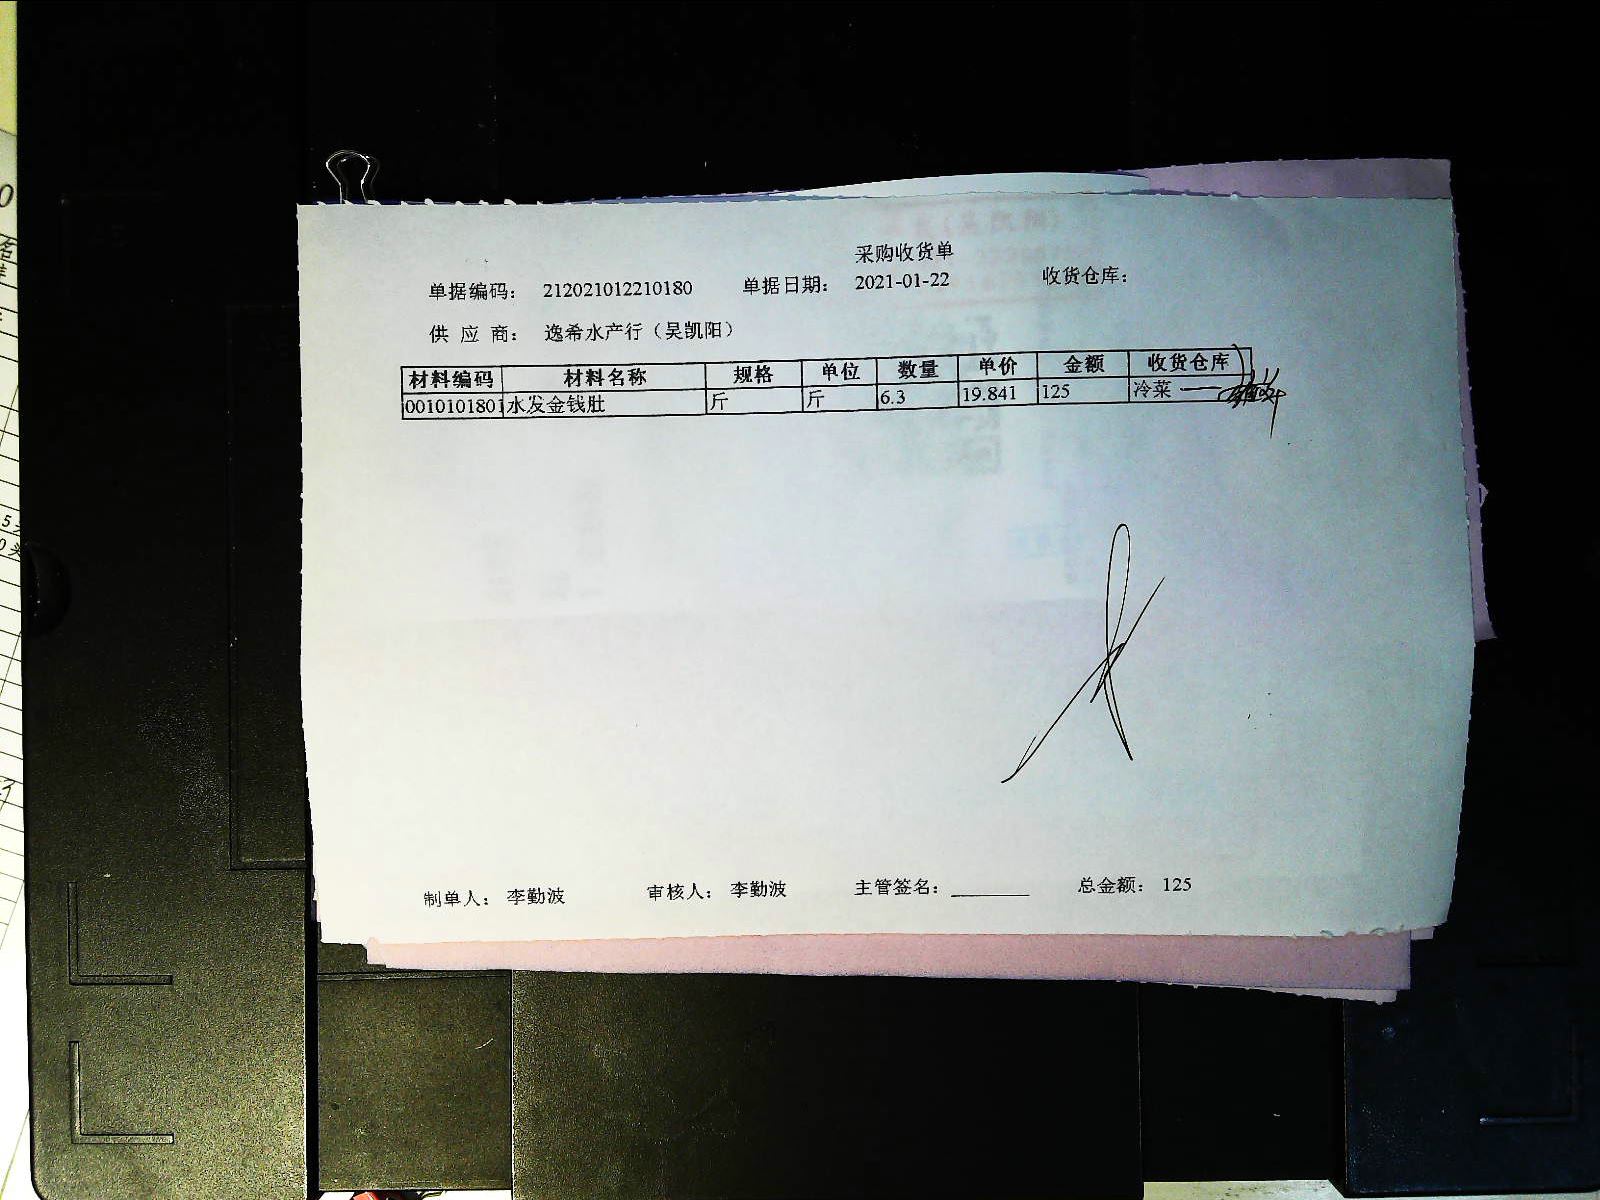 采购收货单
单据编码： 212021012210180 单据日期： 2021-01-22 收货仓库：
供 应 商： 逸希水产行（吴凯阳）
材料编码 材料名称 规格 单位 数量 单价 金额 收货仓库
0010101801 水发金钱肚 斤 斤 6.3 19.841 125 冷菜
制单人： 李勤波 审核人： 李勤波 主管签名： 总金额： 125